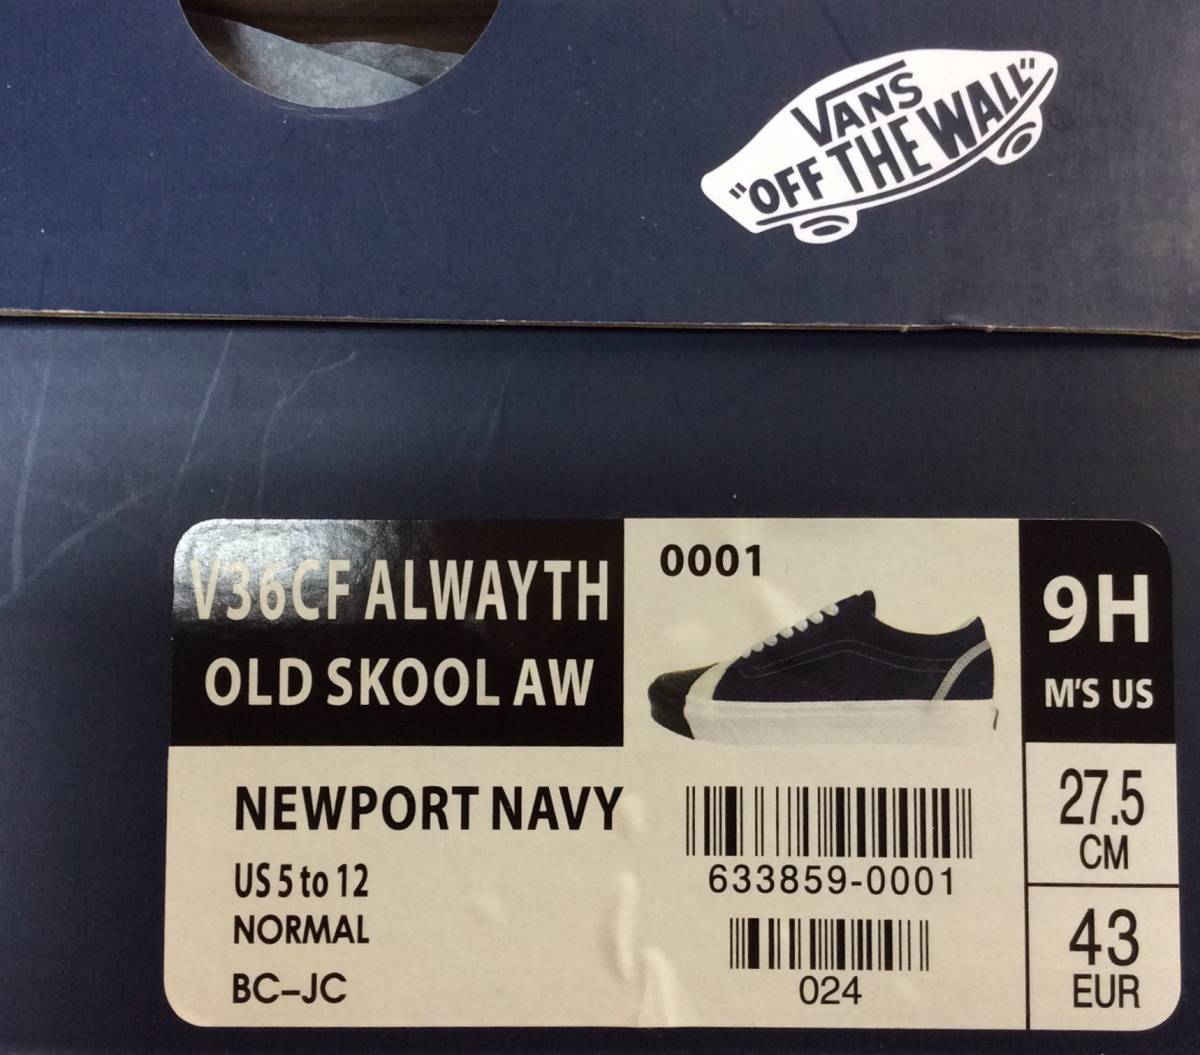 VANS
"OFF THE WALL"
V36CF ALWAYTH
OLD SKOOL AW
0001
9H
M'S US
NEWPORT NAVY
US 5 to 12
NORMAL
BC-JC
633859-0001
024
27.5
CM
43
EUR